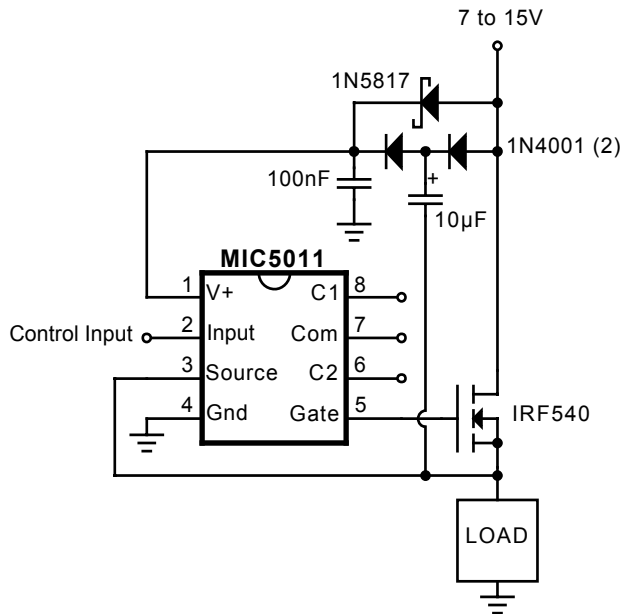 7 to 15V
1N5817
1N4001 (2)
100nF
+
10µF
MIC5011
1 V+ C1 8
Control Input 2 Input Com 7
3 Source C2 6
4 Gnd Gate 5
IRF540
LOAD